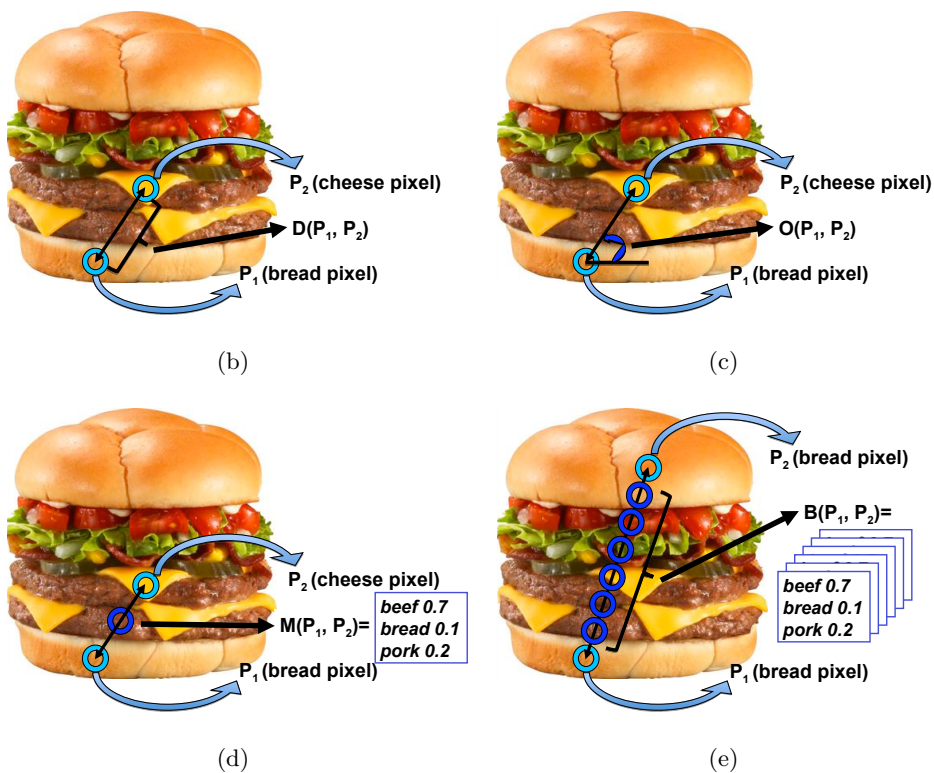 P₂ (cheese pixel)
D(P₁, P₂)
P₁ (bread pixel)
(b)
P₂ (cheese pixel)
O(P₁, P₂)
P₁ (bread pixel)
(c)
P₂ (cheese pixel)
M(P₁, P₂)=
beef 0.7
bread 0.1
pork 0.2
P₁ (bread pixel)
(d)
P₂ (bread pixel)
B(P₁, P₂)=
beef 0.7
bread 0.1
pork 0.2
P₁ (bread pixel)
(e)